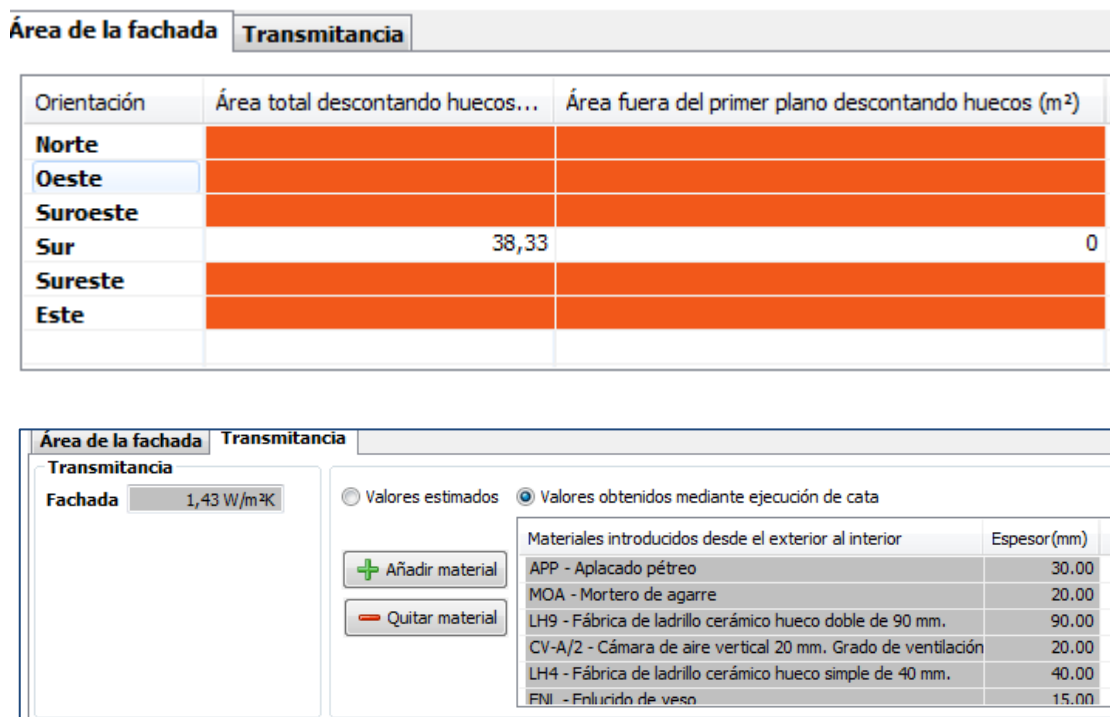 Área de la fachada Transmitancia
Orientación Área total descontando huecos... Área fuera del primer plano descontando huecos (m²)
Norte
Oeste
Suroeste
Sur 38,33 0
Sureste
Este
Área de la fachada Transmitancia
Transmitancia
Fachada 1,43 W/m²K
Valores estimados Valores obtenidos mediante ejecución de cata
Materiales introducidos desde el exterior al interior Espesor(mm)
Añadir material
Quitar material
APP - Aplacado pétreo 30.00
MOA - Mortero de agarre 20.00
LH9 - Fábrica de ladrillo cerámico hueco doble de 90 mm. 90.00
CV-A/2 - Cámara de aire vertical 20 mm. Grado de ventilación 20.00
LH4 - Fábrica de ladrillo cerámico hueco simple de 40 mm. 40.00
ENL - Enlucido de yeso 15.00